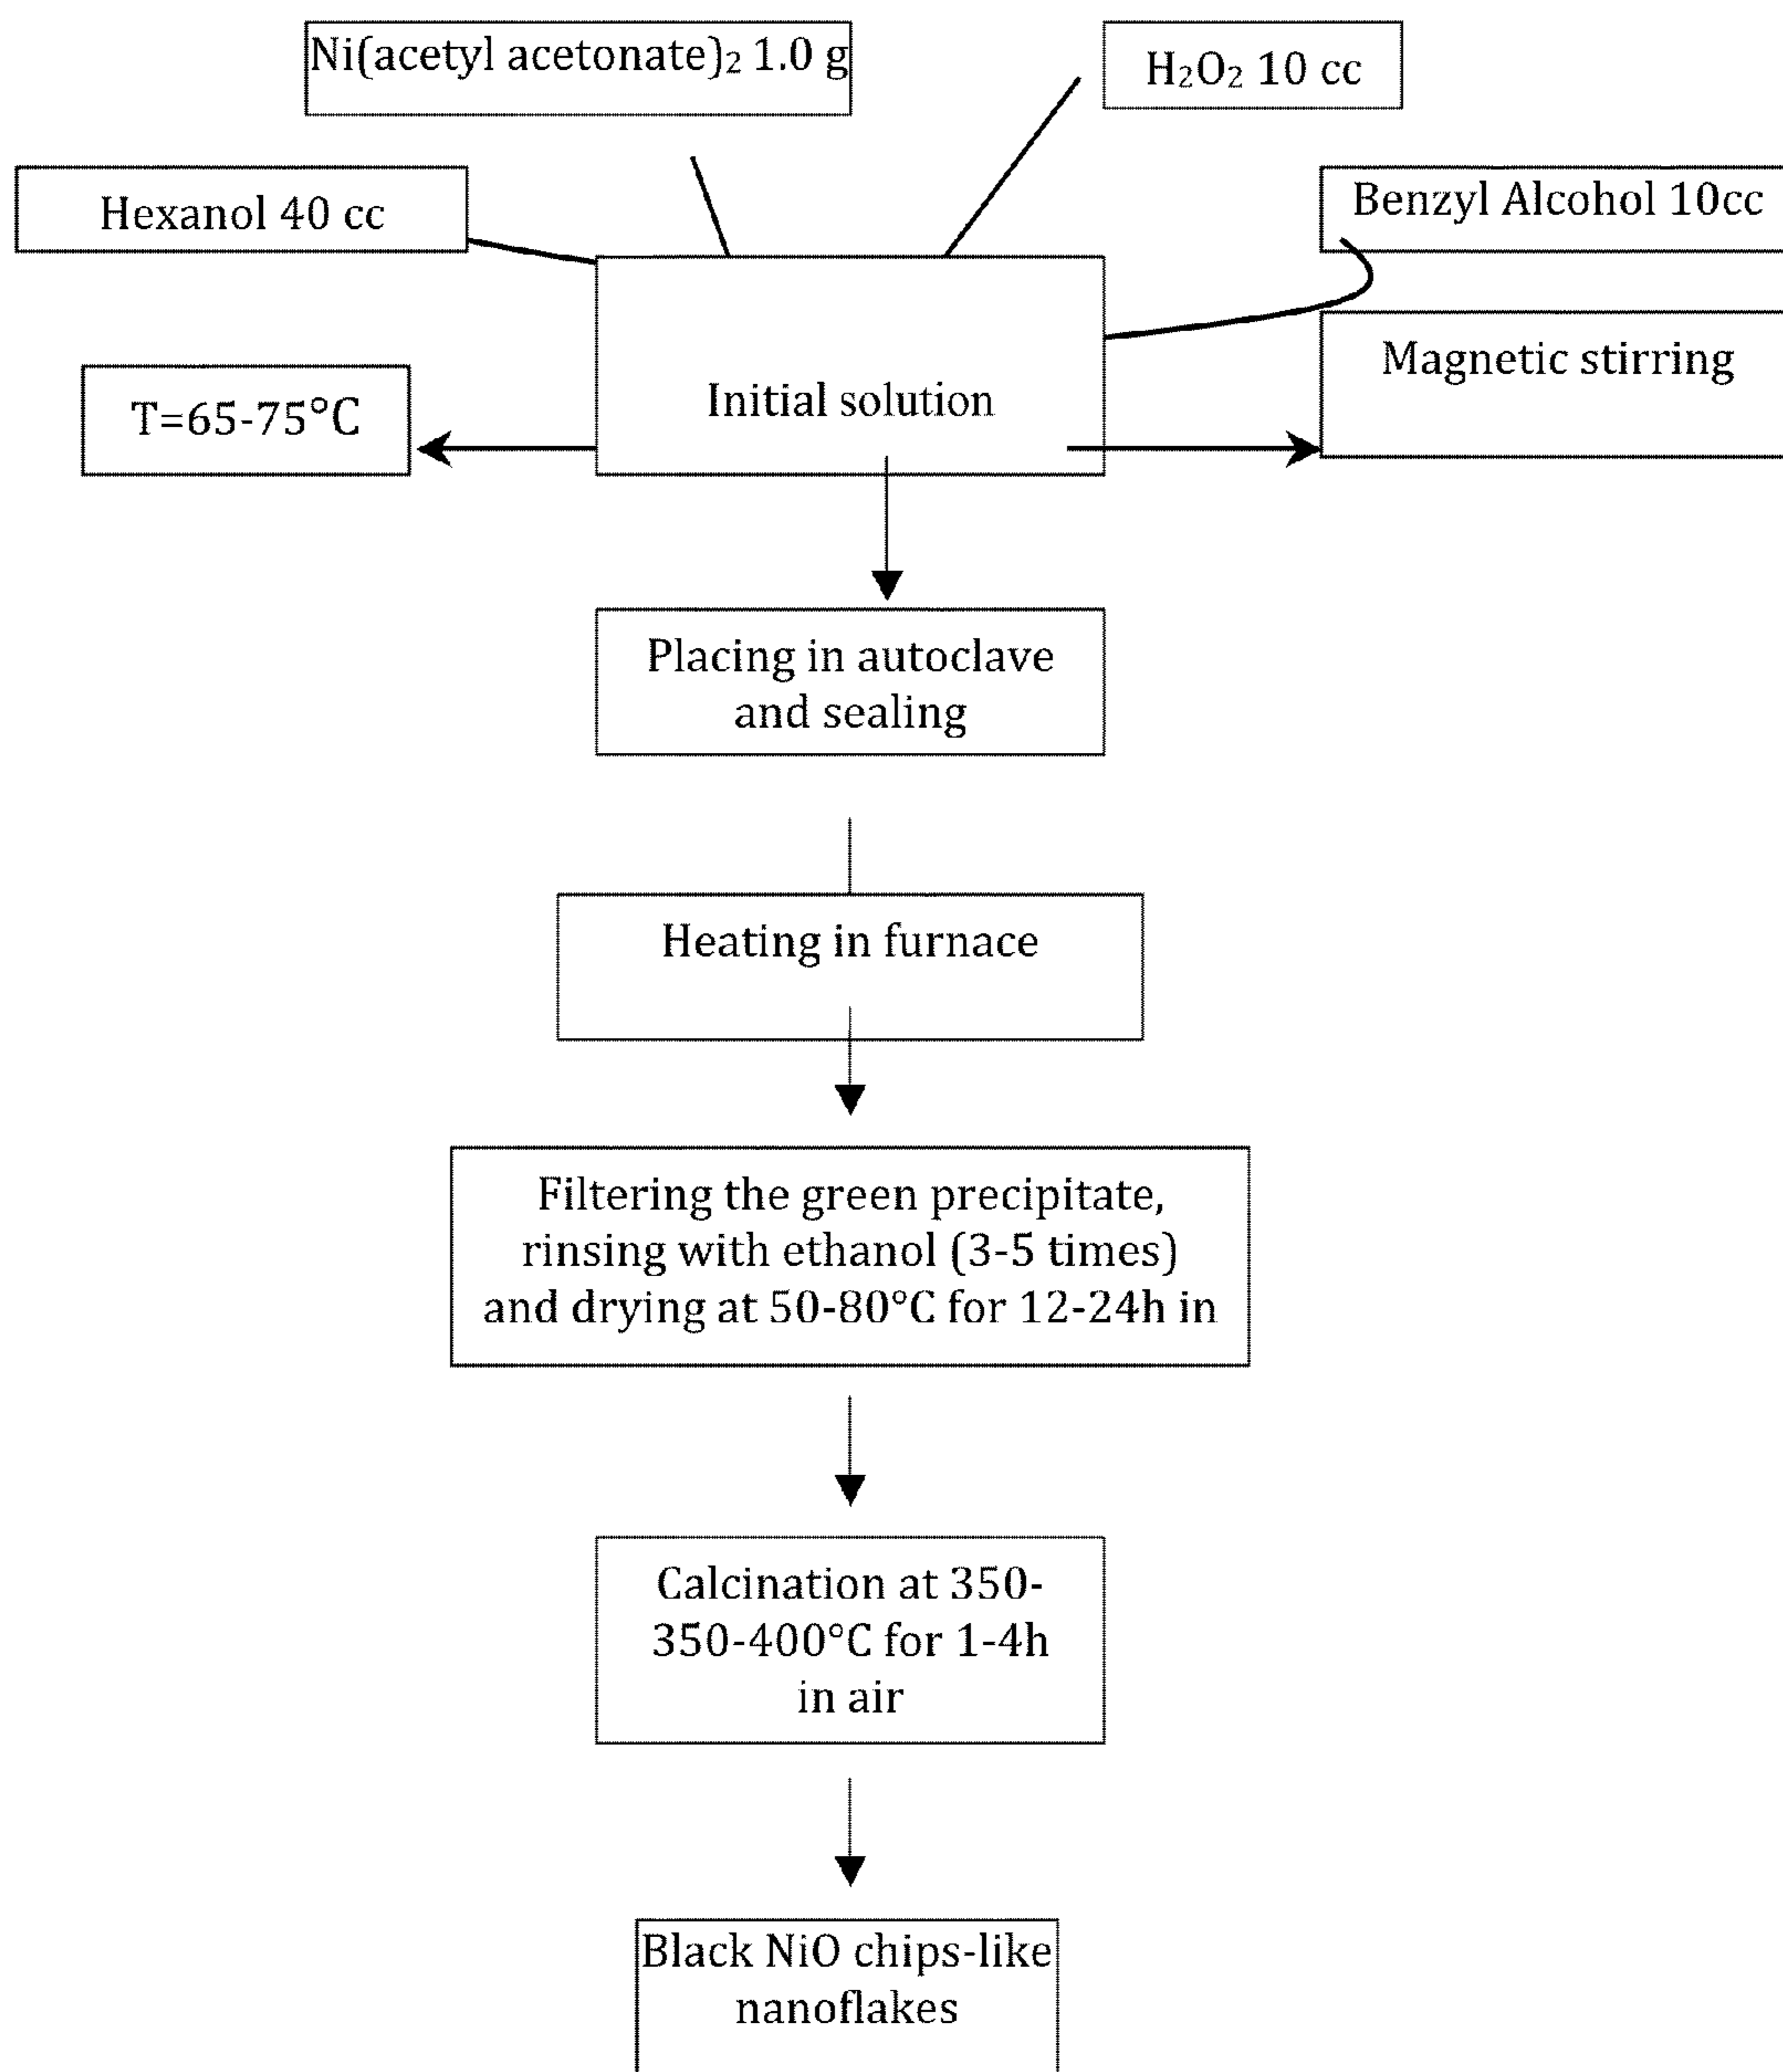 Ni(acetyl acetonate)₂ 1.0 g
H₂O₂ 10 cc
Hexanol 40 cc
Benzyl Alcohol 10cc
Magnetic stirring
Initial solution
T=65-75°C
Placing in autoclave
and sealing
Heating in furnace
Filtering the green precipitate,
rinsing with ethanol (3-5 times)
and drying at 50-80°C for 12-24h in
Calcination at 350-
350-400°C for 1-4h
in air
Black NiO chips-like
nanoflakes